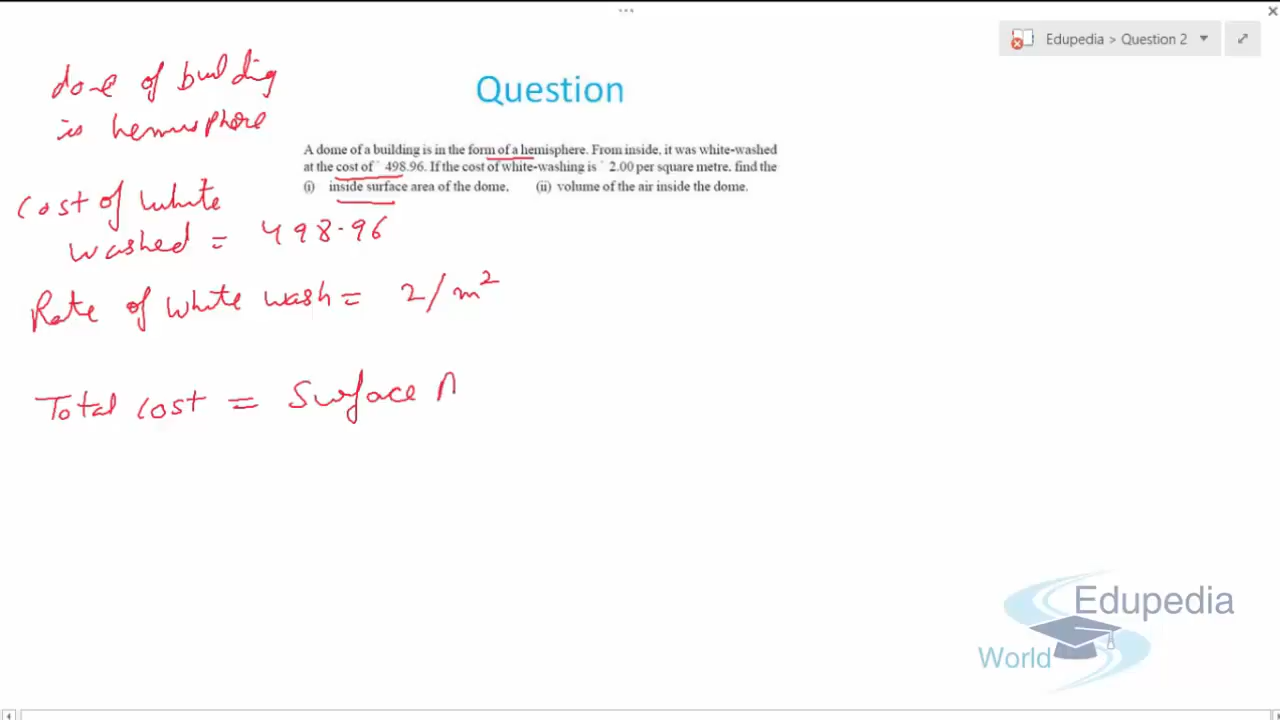 Edupedia > Question 2
Question
A dome of a building is in the form of a hemisphere. From inside, it was white-washed
at the cost of ` 498.96. If the cost of white-washing is ` 2.00 per square metre, find the
(i) inside surface area of the dome, (ii) volume of the air inside the dome.
dome of building
is hemisphere
Cost of white
washed = 498.96
Rate of white wash = 2/m²
Total cost = Surface A
Edupedia
World